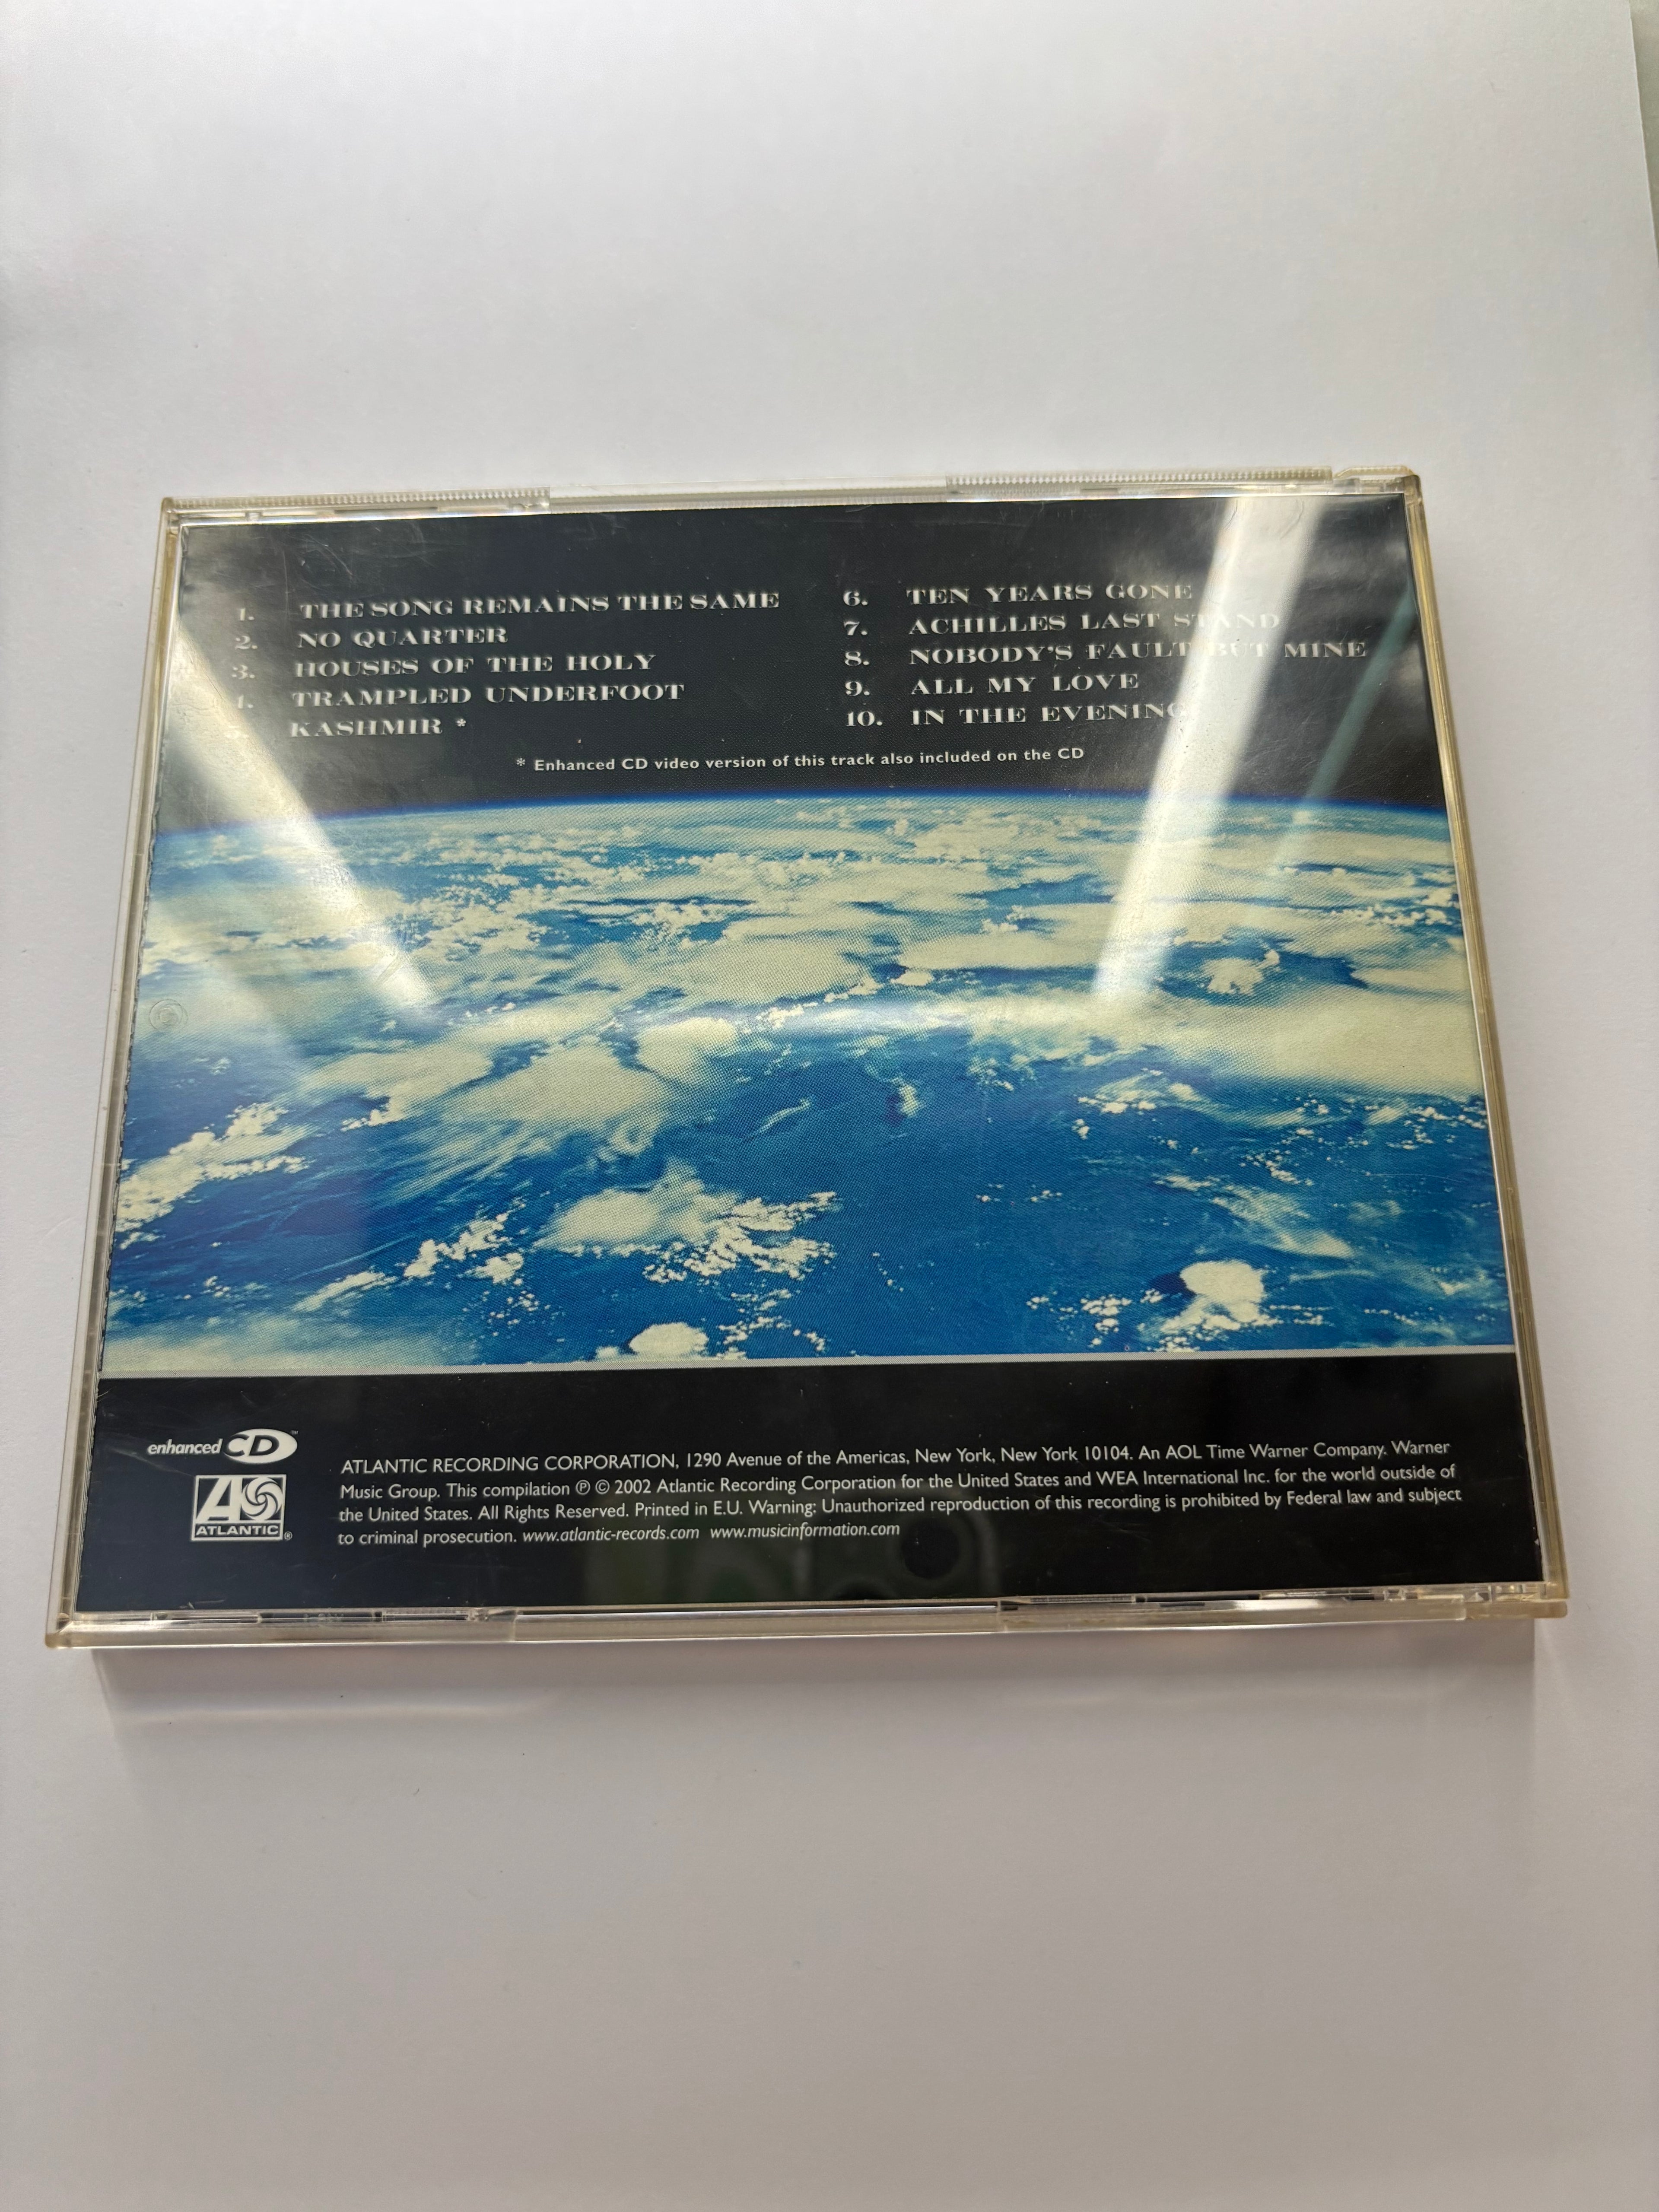 1. THE SONG REMAINS THE SAME
2. NO QUARTER
3. HOUSES OF THE HOLY
4. TRAMPLED UNDERFOOT
KASHMIR *
6. TEN YEARS GONE
7. ACHILLES LAST STAND
8. NOBODY'S FAULT BUT MINE
9. ALL MY LOVE
10. IN THE EVENING
* Enhanced CD video version of this track also included on the CD
enhanced CD™
ATLANTIC®
ATLANTIC RECORDING CORPORATION, 1290 Avenue of the Americas, New York, New York 10104. An AOL Time Warner Company. Warner
Music Group. This compilation ℗ © 2002 Atlantic Recording Corporation for the United States and WEA International Inc. for the world outside of
the United States. All Rights Reserved. Printed in E.U. Warning: Unauthorized reproduction of this recording is prohibited by Federal law and subject
to criminal prosecution. www.atlantic-records.com www.musicinformation.com